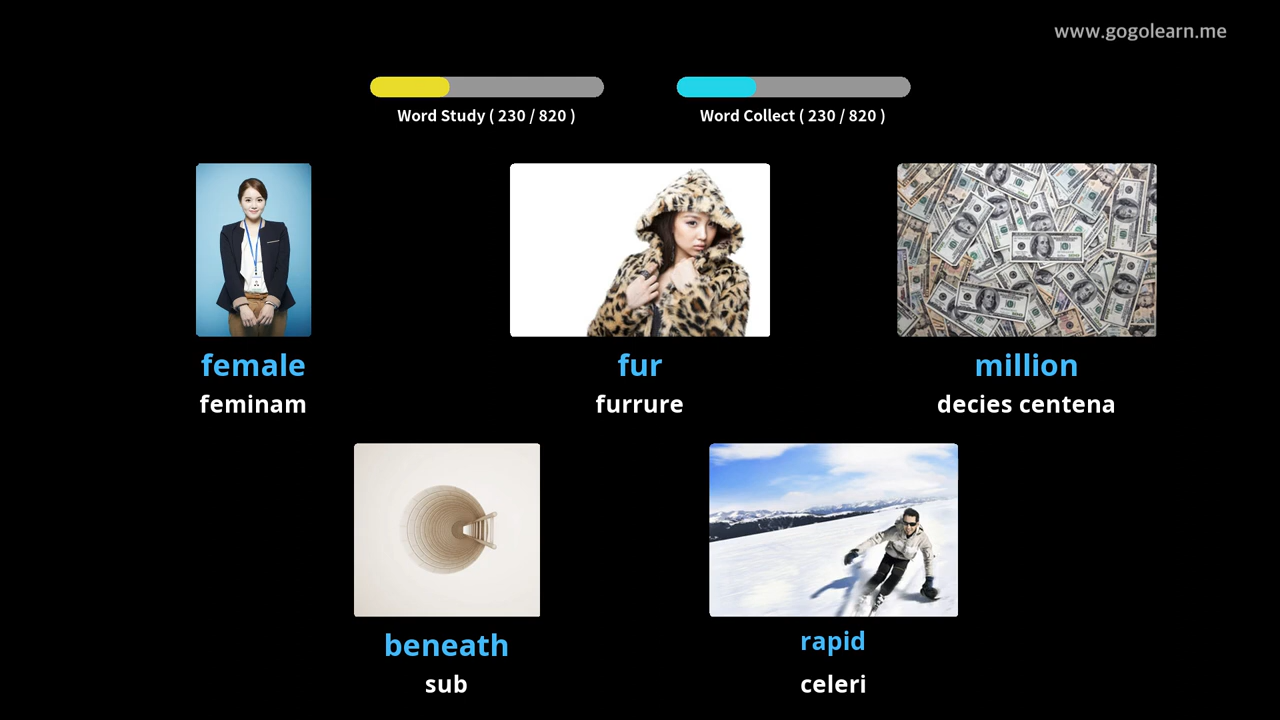 www.gogolearn.me
Word Study ( 230 / 820 )
Word Collect ( 230 / 820 )
female
feminam
fur
furrure
million
decies centena
beneath
sub
rapid
celeri